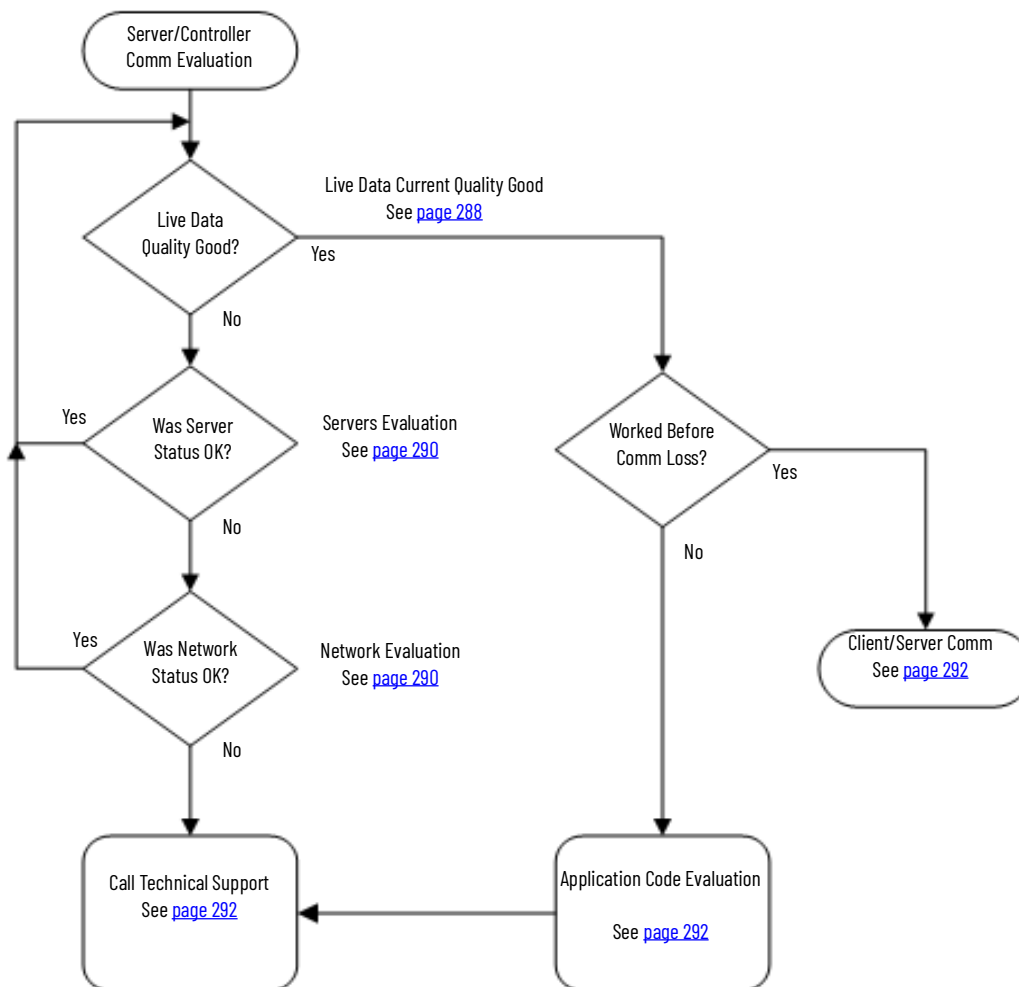 Server/Controller
Comm Evaluation
Live Data
Quality Good?
Live Data Current Quality Good
See page 288
Yes
No
Yes
Was Server
Status OK?
Servers Evaluation
See page 290
Worked Before
Comm Loss?
Yes
No
No
Yes
Was Network
Status OK?
Network Evaluation
See page 290
Client/Server Comm
See page 292
No
Call Technical Support
See page 292
Application Code Evaluation
See page 292